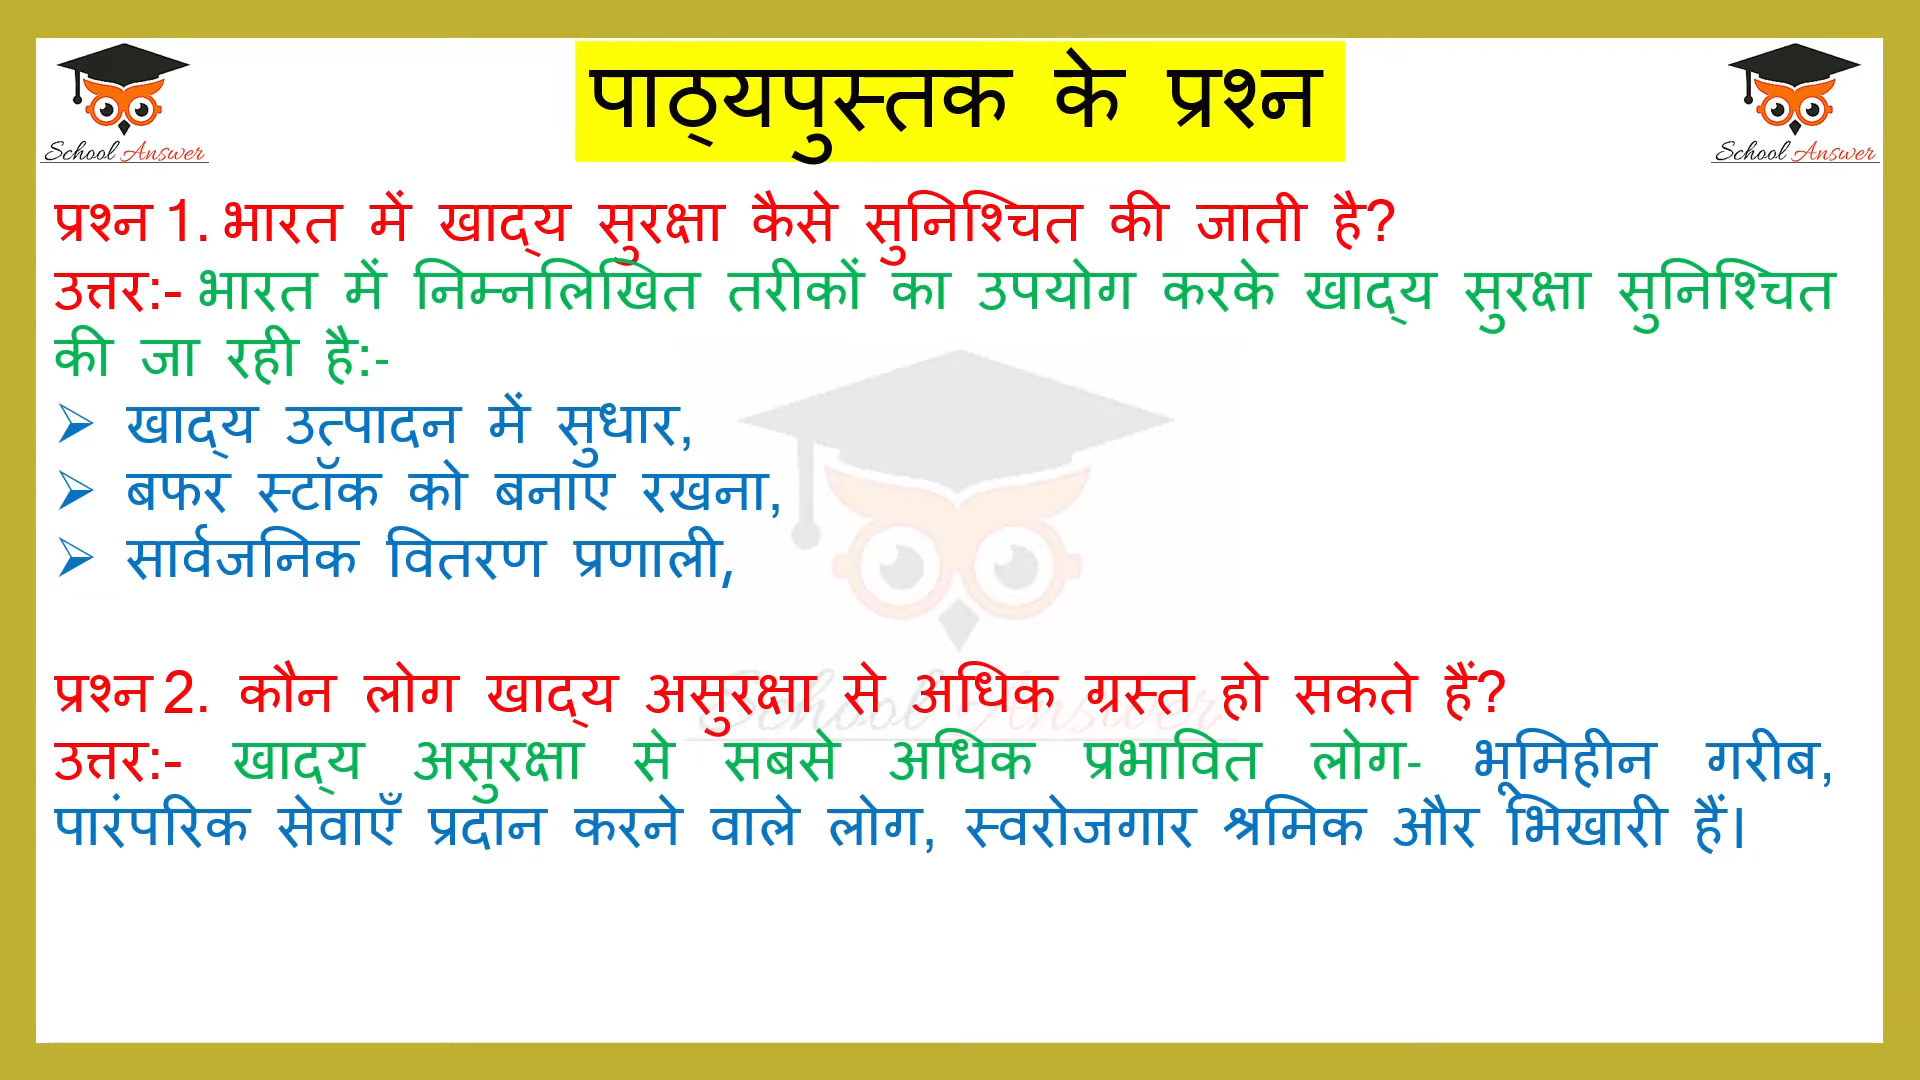 पाठ्यपुस्तक के प्रश्न
School Answer
School Answer
प्रश्न 1. भारत में खाद्य सुरक्षा कैसे सुनिश्चित की जाती है?
उत्तर:- भारत में निम्नलिखित तरीकों का उपयोग करके खाद्य सुरक्षा सुनिश्चित
की जा रही है:-
➢ खाद्य उत्पादन में सुधार,
➢ बफर स्टॉक को बनाए रखना,
➢ सार्वजनिक वितरण प्रणाली,
प्रश्न 2. कौन लोग खाद्य असुरक्षा से अधिक ग्रस्त हो सकते हैं?
School Answer
उत्तर:- खाद्य असुरक्षा से सबसे अधिक प्रभावित लोग- भूमिहीन गरीब,
पारंपरिक सेवाएँ प्रदान करने वाले लोग, स्वरोजगार श्रमिक और भिखारी हैं।